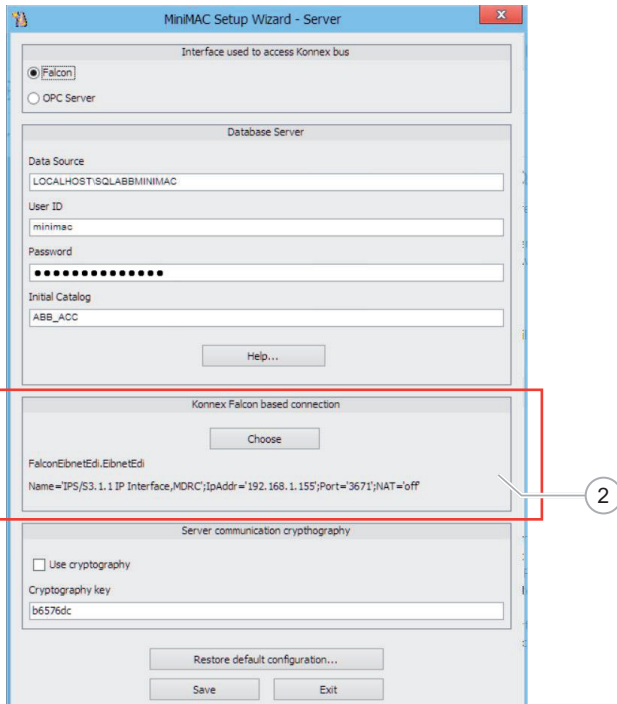 MiniMAC Setup Wizard - Server
x
Interface used to access Konnex bus
Falcon
OPC Server
Database Server
Data Source
LOCALHOST\SQLABBMINIMAC
User ID
minimac
Password
●●●●●●●●●●●●●●
Initial Catalog
ABB_ACC
Help...
Konnex Falcon based connection
Choose
FalconEibnetEdi.EibnetEdi
Name='IPS/S3.1.1 IP Interface,MDRC';IpAddr='192.168.1.155';Port='3671';NAT='off'
2
Server communication crypthography
Use cryptography
Cryptography key
b6576dc
Restore default configuration...
Save
Exit